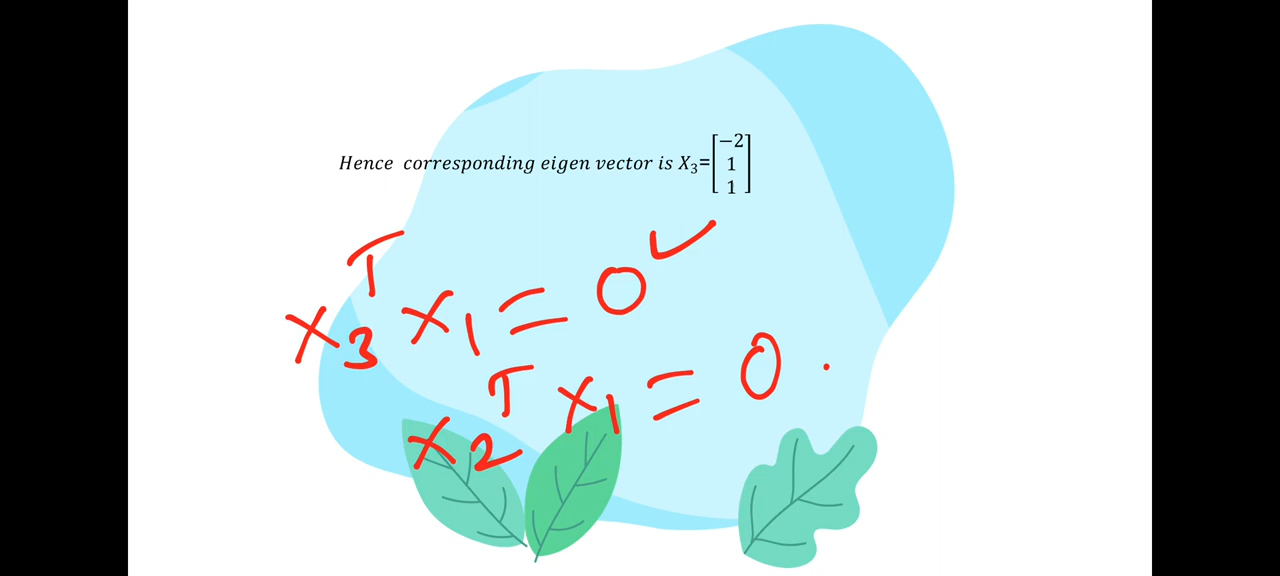 Hence corresponding eigen vector is X₃=[−2 1 1]
X₃ᵀ X₁ = 0 ✓
X₂ᵀ X₁ = 0 .